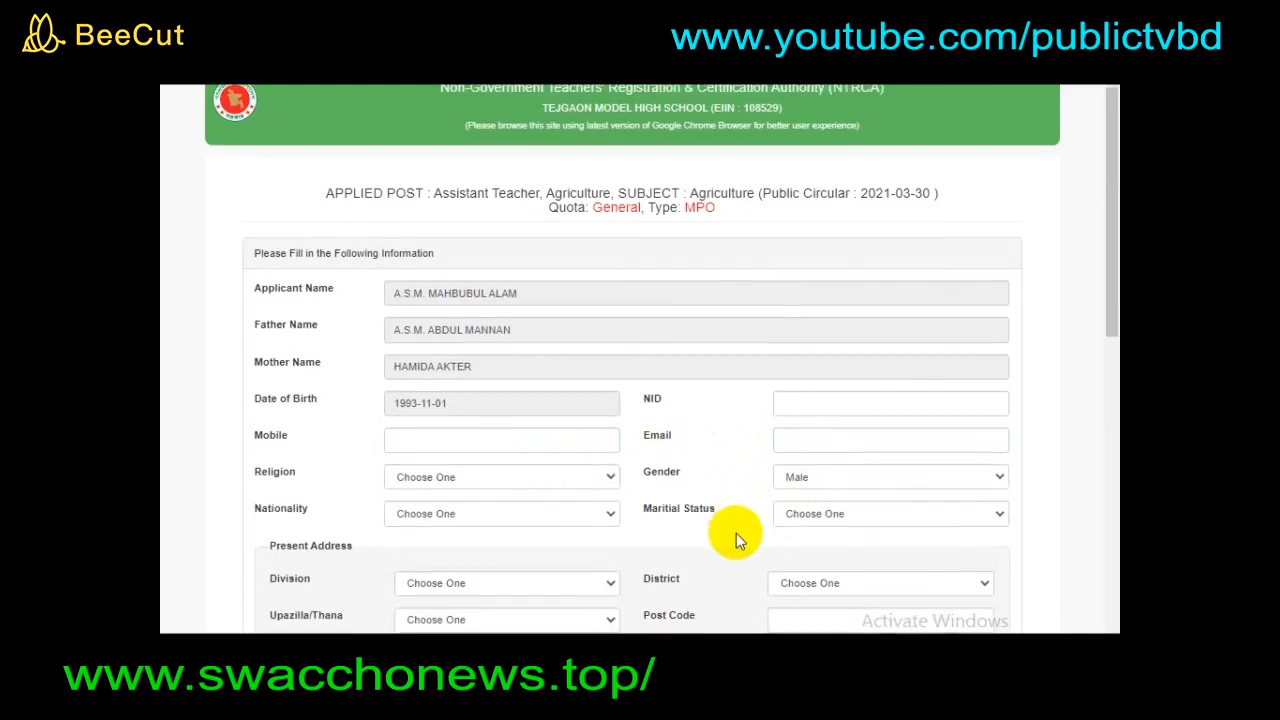 BeeCut
www.youtube.com/publictvbd
Non-Government Teachers' Registration & Certification Authority (NTRCA)
TEJGAON MODEL HIGH SCHOOL (EIIN : 108529)
(Please browse this site using latest version of Google Chrome Browser for better user experience)
APPLIED POST : Assistant Teacher, Agriculture, SUBJECT : Agriculture (Public Circular : 2021-03-30 )
Quota: General, Type: MPO
Please Fill in the Following Information
Applicant Name A.S.M. MAHBUBUL ALAM
Father Name A.S.M. ABDUL MANNAN
Mother Name HAMIDA AKTER
Date of Birth 1993-11-01 NID
Mobile Email
Religion Choose One Gender Male
Nationality Choose One Maritial Status Choose One
Present Address
Division Choose One District Choose One
Upazilla/Thana Choose One Post Code
Activate Windows
www.swacchonews.top/